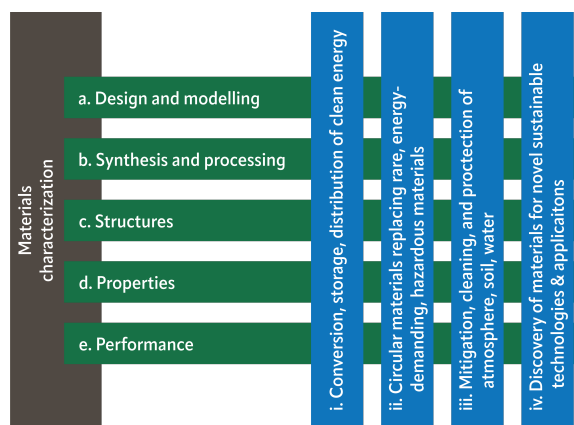 Materials
characterization
a. Design and modelling
b. Synthesis and processing
c. Structures
d. Properties
e. Performance
i. Conversion, storage, distribution of clean energy
ii. Circular materials replacing rare, energy-
demanding, hazardous materials
iii. Mitigation, cleaning, and proctection of
atmosphere, soil, water
iv. Discovery of materials for novel sustainable
technologies & applicaitons